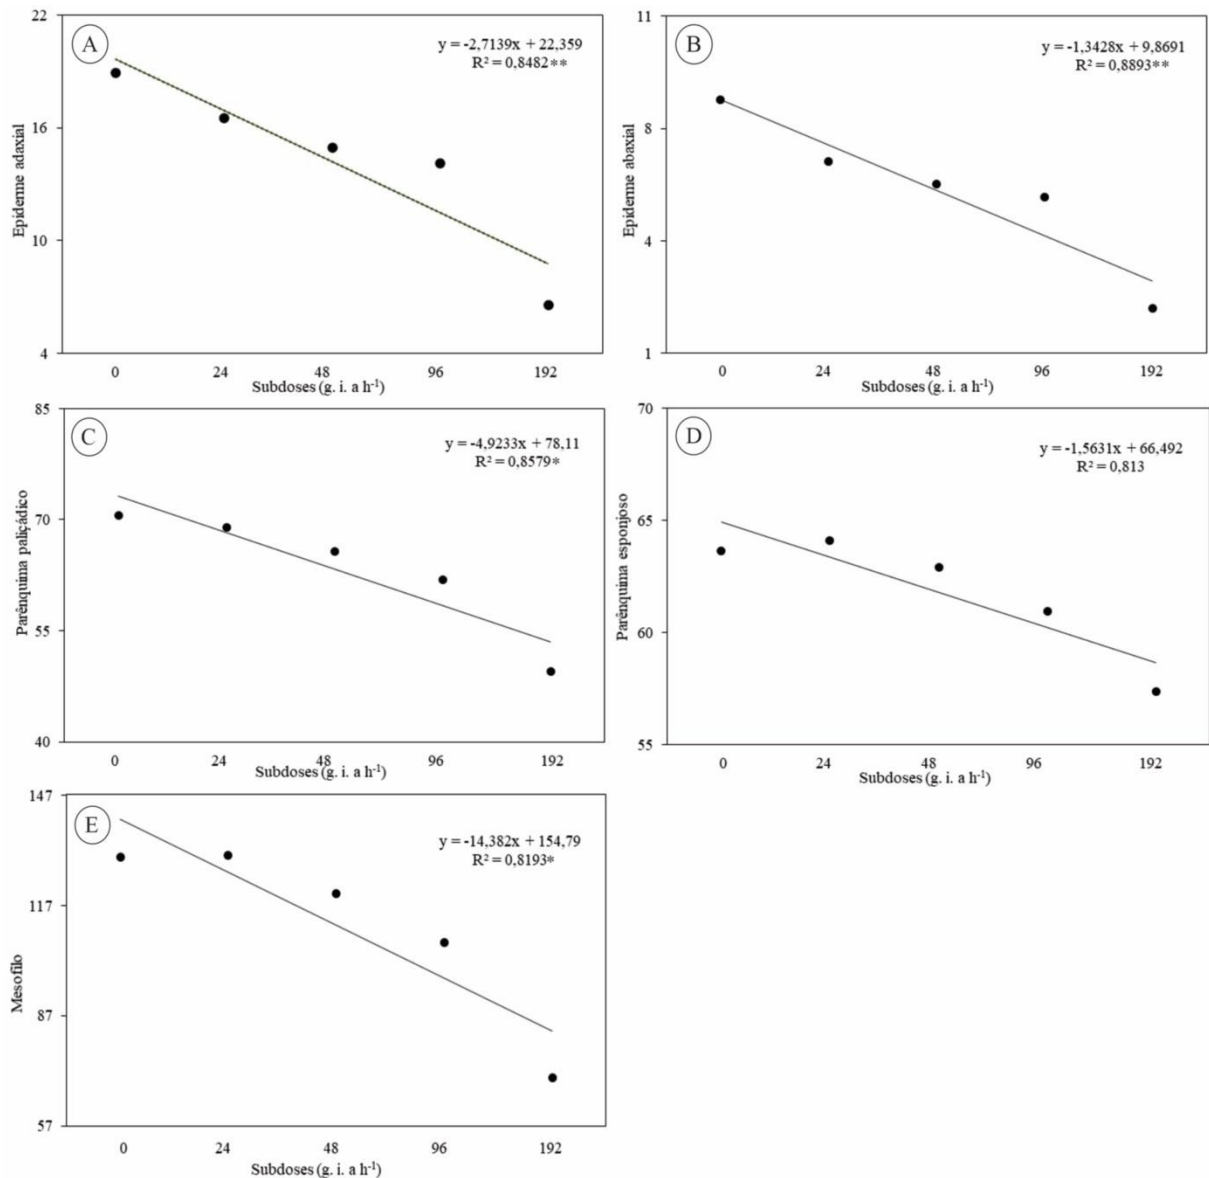 A
y = -2,7139x + 22,359
R² = 0,8482**
22
16
10
4
Epiderme adaxial
0 24 48 96 192
Subdoses (g. i. a h⁻¹)
B
y = -1,3428x + 9,8691
R² = 0,8893**
11
8
4
1
Epiderme abaxial
0 24 48 96 192
Subdoses (g. i. a h⁻¹)
C
y = -4,9233x + 78,11
R² = 0,8579*
85
70
55
40
Parênquima paliçádico
0 24 48 96 192
Subdoses (g. i. a h⁻¹)
D
y = -1,5631x + 66,492
R² = 0,813
70
65
60
55
Parênquima esponjoso
0 24 48 96 192
Subdoses (g. i. a h⁻¹)
E
y = -14,382x + 154,79
R² = 0,8193*
147
117
87
57
Mesofilo
0 24 48 96 192
Subdoses (g. i. a h⁻¹)